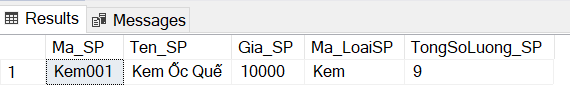 Results Messages
Ma_SP Ten_SP Gia_SP Ma_LoaiSP TongSoLuong_SP
1 Kem001 Kem Ốc Quế 10000 Kem 9